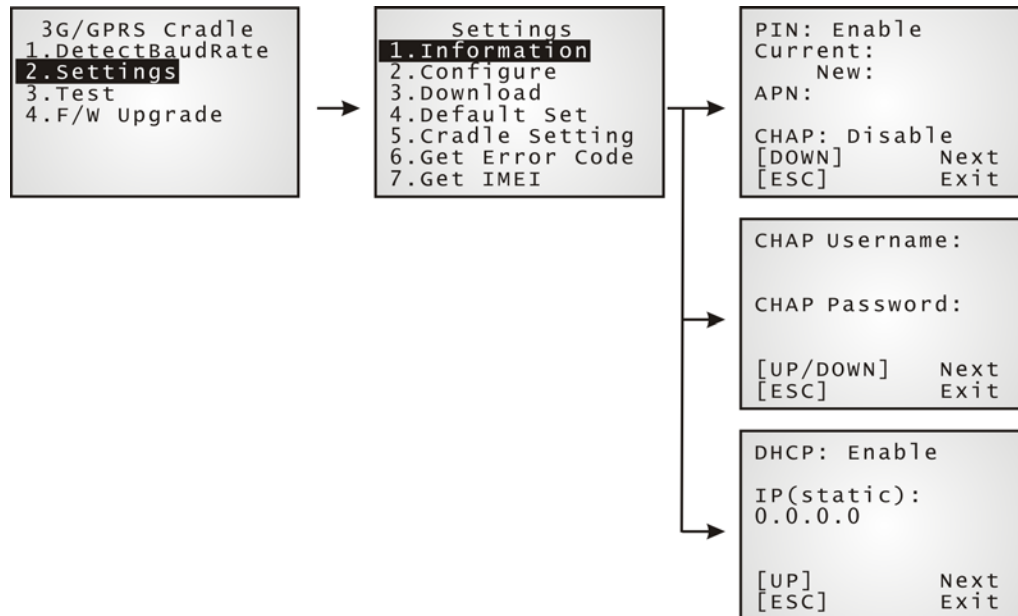 3G/GPRS Cradle
1.DetectBaudRate
2.Settings
3.Test
4.F/W Upgrade
Settings
1.Information
2.Configure
3.Download
4.Default Set
5.Cradle Setting
6.Get Error Code
7.Get IMEI
PIN: Enable
Current:
New:
APN:
CHAP: Disable
[DOWN] Next
[ESC] Exit
CHAP Username:
CHAP Password:
[UP/DOWN] Next
[ESC] Exit
DHCP: Enable
IP(static):
0.0.0.0
[UP] Next
[ESC] Exit